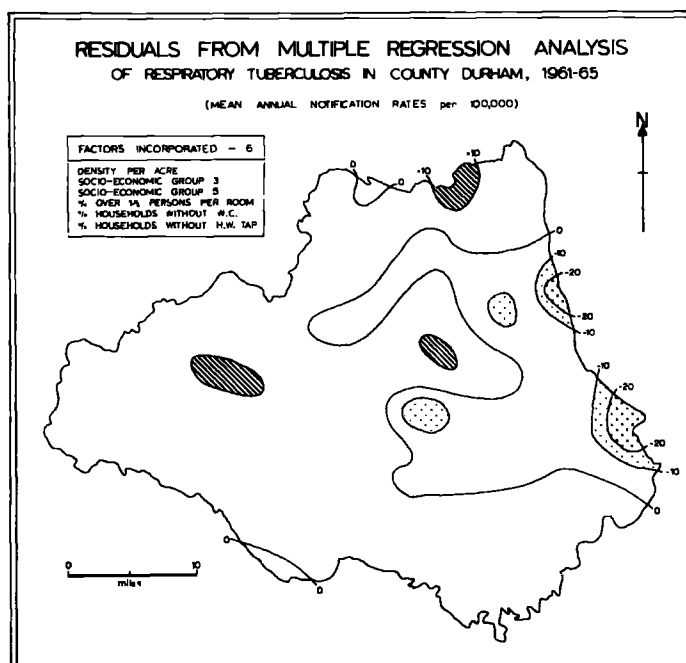 RESIDUALS FROM MULTIPLE REGRESSION ANALYSIS
OF RESPIRATORY TUBERCULOSIS IN COUNTY DURHAM, 1961-65
(MEAN ANNUAL NOTIFICATION RATES per 100,000)
N
FACTORS INCORPORATED - 6
DENSITY PER ACRE
SOCIO-ECONOMIC GROUP 3
SOCIO-ECONOMIC GROUP 5
% OVER 1½ PERSONS PER ROOM
% HOUSEHOLDS WITHOUT W.C.
% HOUSEHOLDS WITHOUT H.W. TAP
0
0
-10
-10
0
-10
-20
-20
-10
-10
-20
-20
-10
0
0
0
0 10
miles